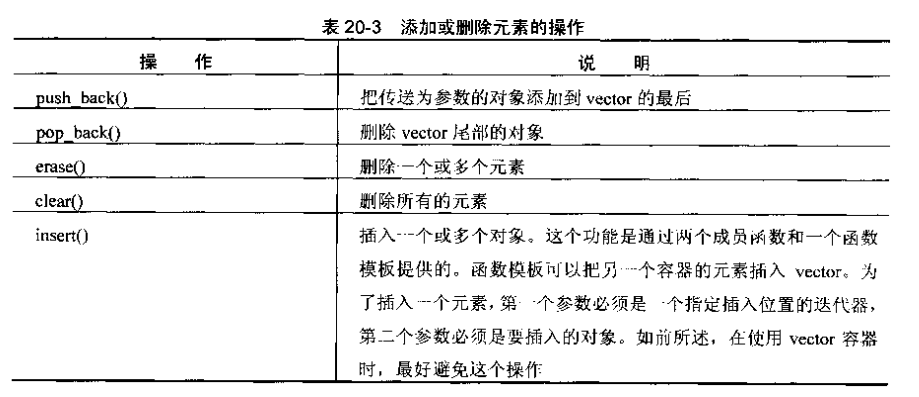 表 20-3 添加或删除元素的操作
操 作 说 明
push_back() 把传送为参数的对象添加到 vector 的最后
pop_back() 删除 vector 尾部的对象
erase() 删除一个或多个元素
clear() 删除所有的元素
insert() 插入一个或多个对象。这个功能是通过两个成员函数和一个函数
模板提供的。函数模板可以把另一个容器的元素插入 vector。为
了插入一个元素，第一个参数必须是一个指定插入位置的迭代器，
第二个参数必须是要插入的对象。如前所述，在使用 vector 容器
时，最好避免这个操作